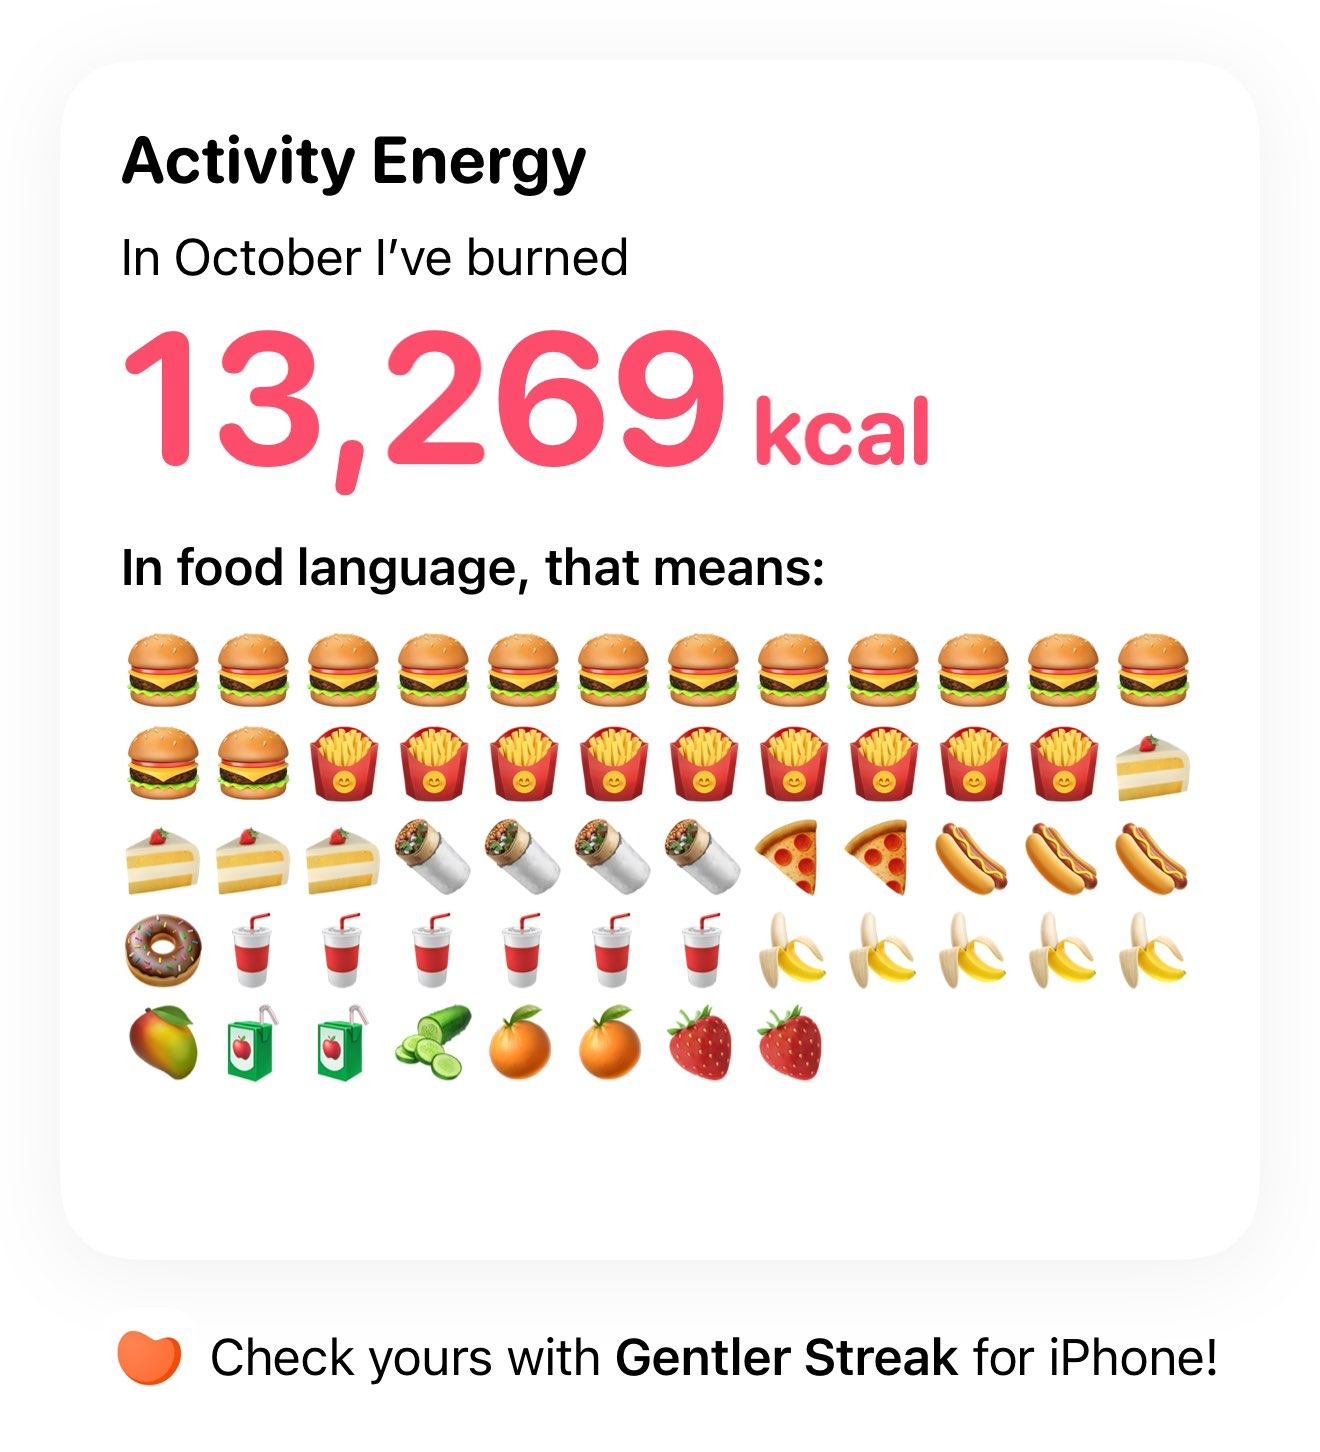 Activity Energy
In October I’ve burned
13,269 kcal
In food language, that means:
Check yours with Gentler Streak for iPhone!